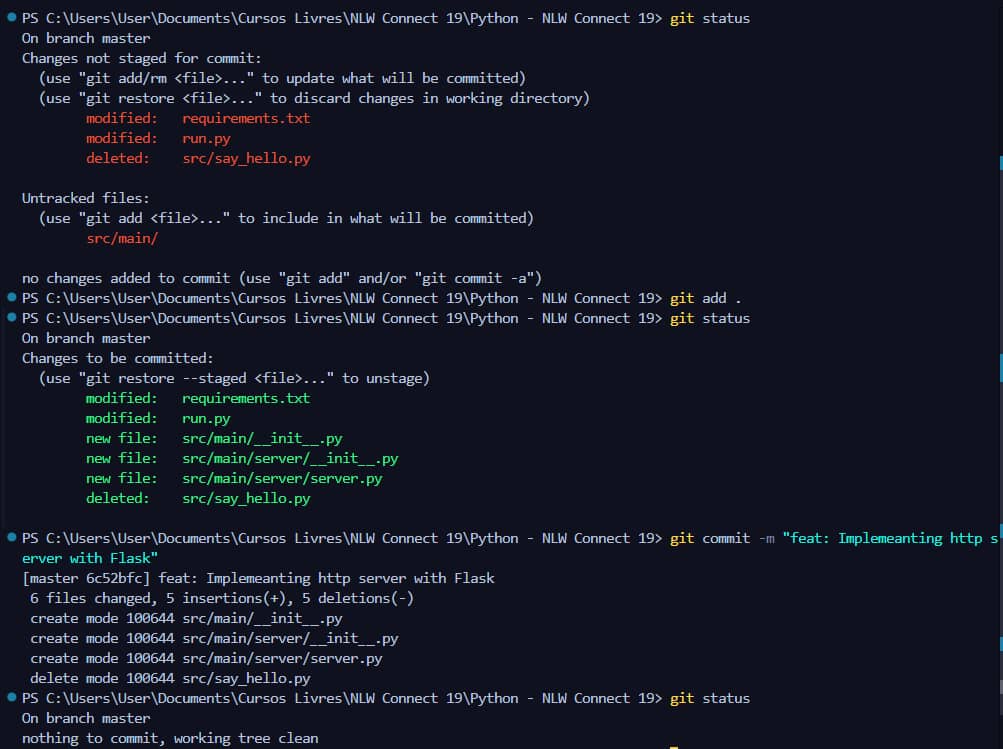 PS C:\Users\User\Documents\Cursos Livres\NLW Connect 19\Python - NLW Connect 19> git status
On branch master
Changes not staged for commit:
  (use "git add/rm <file>..." to update what will be committed)
  (use "git restore <file>..." to discard changes in working directory)
        modified:   requirements.txt
        modified:   run.py
        deleted:    src/say_hello.py

Untracked files:
  (use "git add <file>..." to include in what will be committed)
        src/main/

no changes added to commit (use "git add" and/or "git commit -a")
PS C:\Users\User\Documents\Cursos Livres\NLW Connect 19\Python - NLW Connect 19> git add .
PS C:\Users\User\Documents\Cursos Livres\NLW Connect 19\Python - NLW Connect 19> git status
On branch master
Changes to be committed:
  (use "git restore --staged <file>..." to unstage)
        modified:   requirements.txt
        modified:   run.py
        new file:   src/main/__init__.py
        new file:   src/main/server/__init__.py
        new file:   src/main/server/server.py
        deleted:    src/say_hello.py

PS C:\Users\User\Documents\Cursos Livres\NLW Connect 19\Python - NLW Connect 19> git commit -m "feat: Implemeanting http s
erver with Flask"
[master 6c52bfc] feat: Implemeanting http server with Flask
 6 files changed, 5 insertions(+), 5 deletions(-)
 create mode 100644 src/main/__init__.py
 create mode 100644 src/main/server/__init__.py
 create mode 100644 src/main/server/server.py
 delete mode 100644 src/say_hello.py
PS C:\Users\User\Documents\Cursos Livres\NLW Connect 19\Python - NLW Connect 19> git status
On branch master
nothing to commit, working tree clean